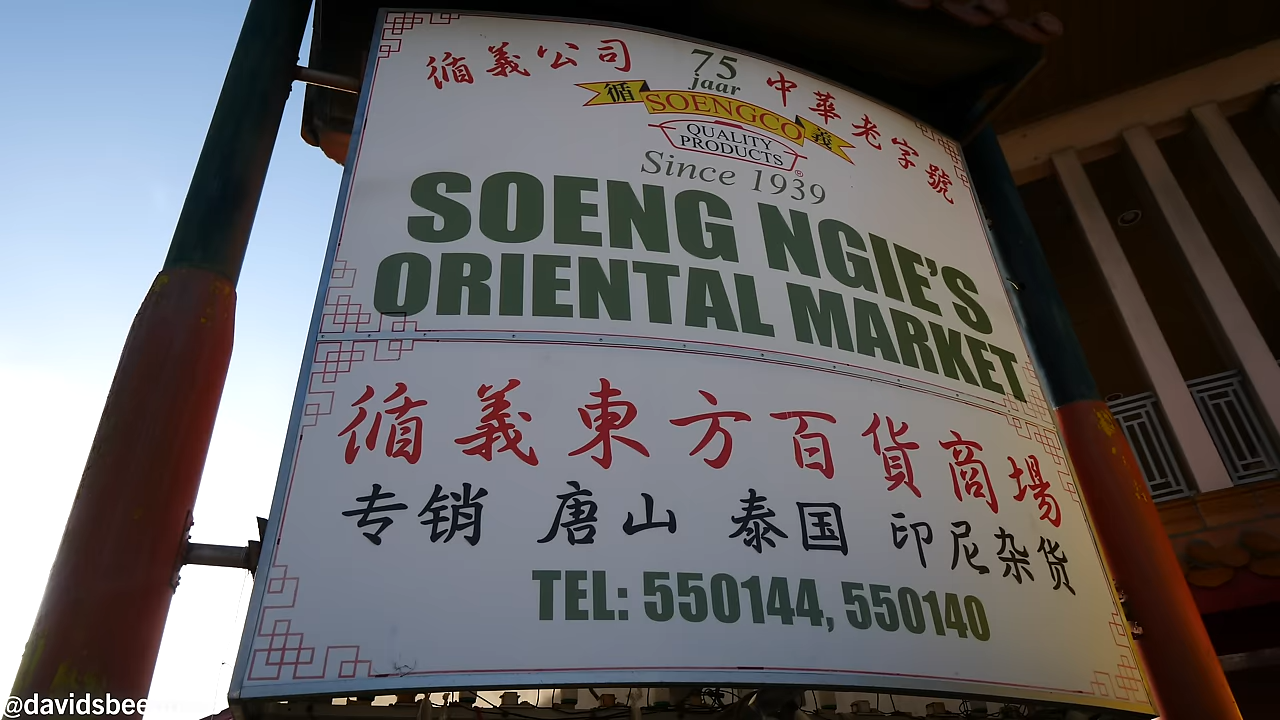 循義公司
75
jaar
中華老字號
循 SOENGCO 義
QUALITY
PRODUCTS
®
Since 1939
SOENG NGIE'S
ORIENTAL MARKET
循義東方百貨商場
专销 唐山 泰国 印尼杂货
TEL: 550144, 550140